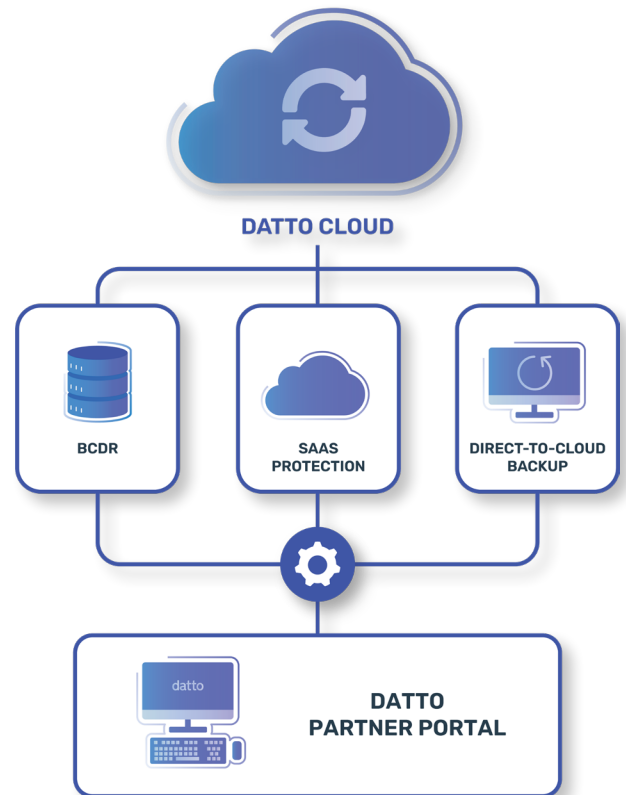 DATTO CLOUD
BCDR
SAAS
PROTECTION
DIRECT-TO-CLOUD
BACKUP
datto
DATTO
PARTNER PORTAL